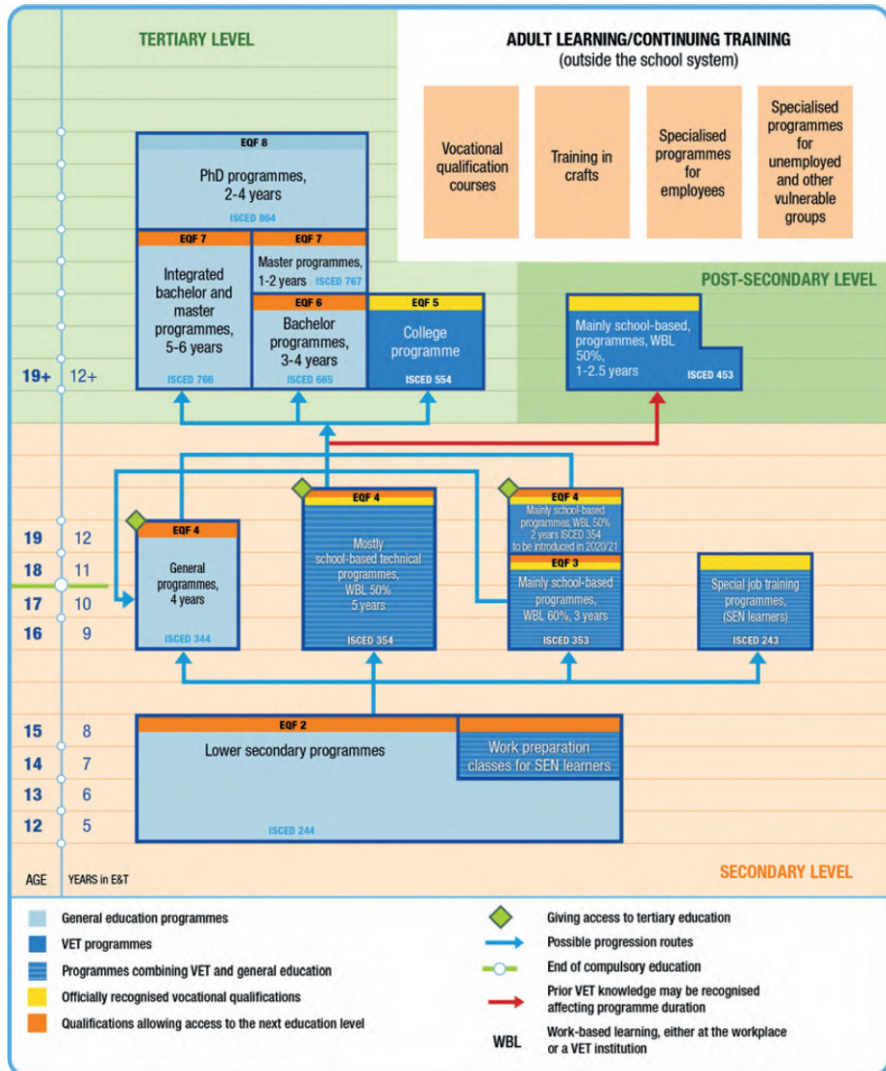 TERTIARY LEVEL
ADULT LEARNING/CONTINUING TRAINING
(outside the school system)
Vocational
qualification
courses
Training in
crafts
Specialised
programmes
for
employees
Specialised
programmes
for
unemployed
and other
vulnerable
groups
EQF 8
PhD programmes,
2-4 years
ISCED 864
EQF 7
Integrated
bachelor and
master
programmes,
5-6 years
ISCED 766
EQF 7
Master programmes,
1-2 years ISCED 767
EQF 6
Bachelor
programmes,
3-4 years
ISCED 665
EQF 5
College
programme
ISCED 554
POST-SECONDARY LEVEL
Mainly school-based,
programmes, WBL
50%,
1-2.5 years
ISCED 453
19+ 12+
EQF 4
General
programmes,
4 years
ISCED 344
EQF 4
Mostly
school-based technical
programmes,
WBL 50%
5 years
ISCED 354
EQF 4
Mainly school-based
programmes, WBL 50%
2 years ISCED 354
to be introduced in 2020/21
EQF 3
Mainly school-based
programmes,
WBL 60%, 3 years
ISCED 353
Special job training
programmes,
(SEN learners)
ISCED 243
19 12
18 11
17 10
16 9
EQF 2
Lower secondary programmes
ISCED 244
Work preparation
classes for SEN learners
15 8
14 7
13 6
12 5
AGE YEARS in E&T
SECONDARY LEVEL
General education programmes
VET programmes
Programmes combining VET and general education
Officially recognised vocational qualifications
Qualifications allowing access to the next education level
Giving access to tertiary education
Possible progression routes
End of compulsory education
Prior VET knowledge may be recognised
affecting programme duration
WBL Work-based learning, either at the workplace
or a VET institution